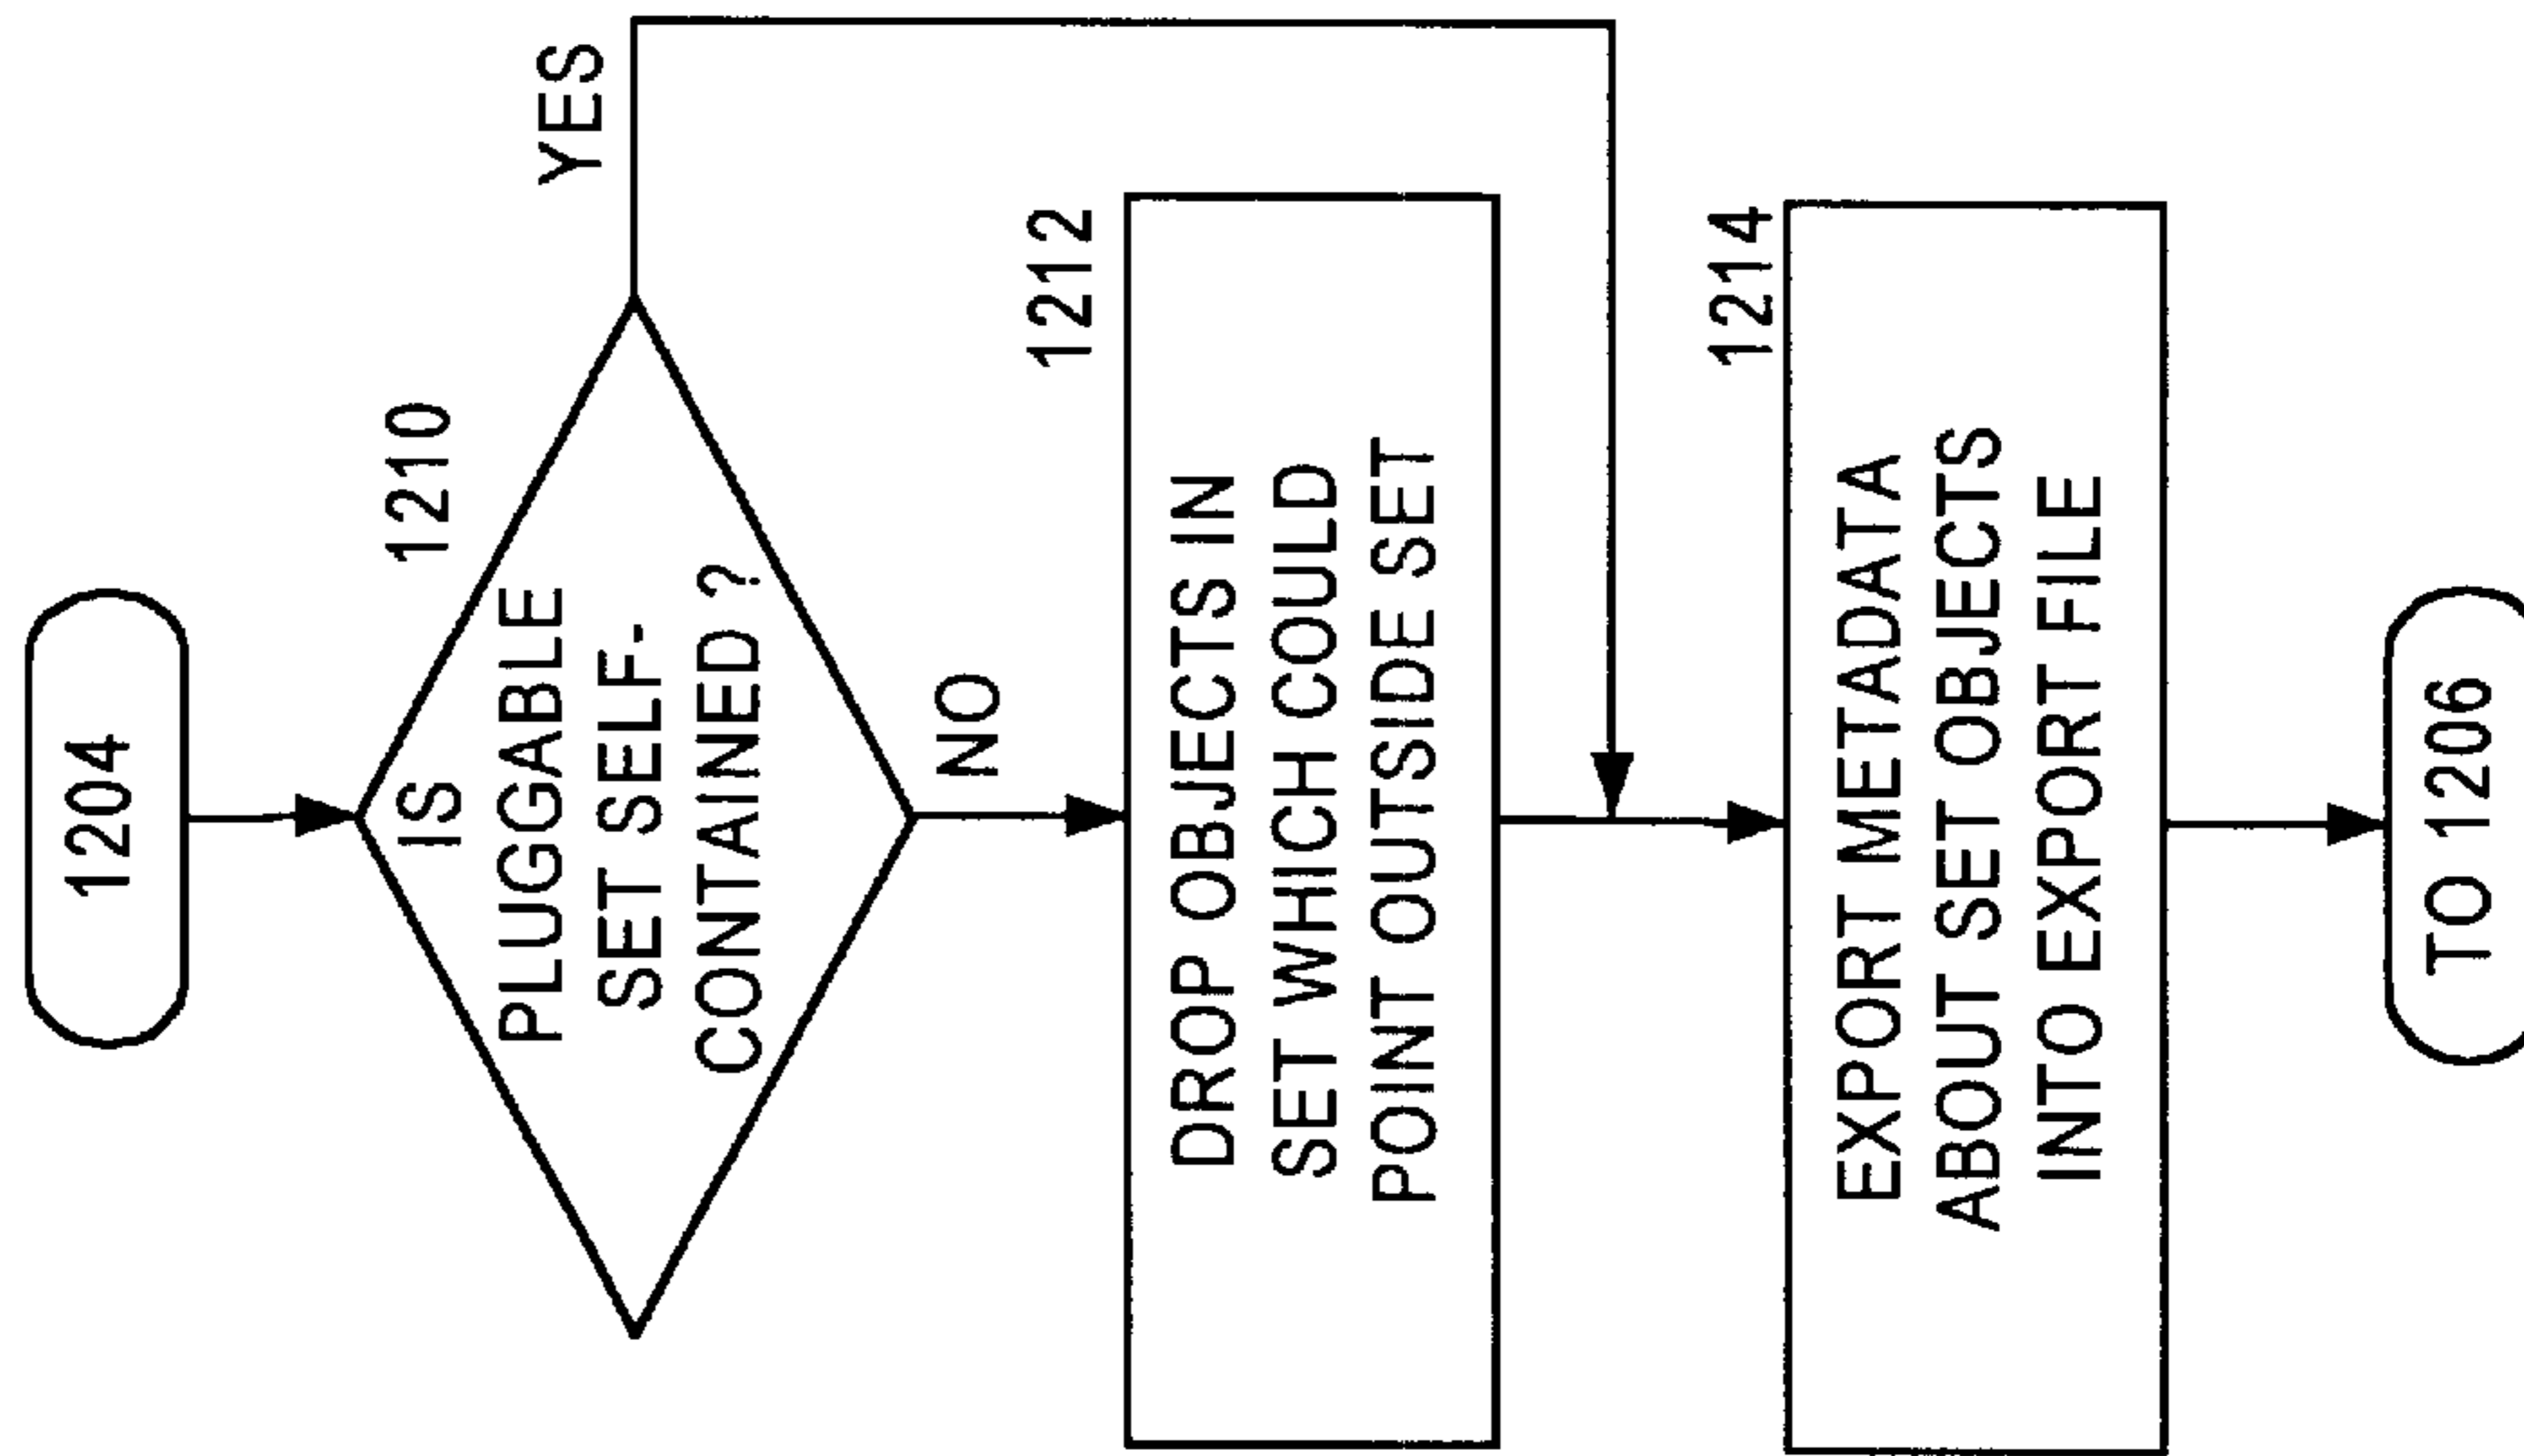 1204
1210
IS
PLUGGABLE
SET SELF-
CONTAINED ?
YES
NO
1212
DROP OBJECTS IN
SET WHICH COULD
POINT OUTSIDE SET
1214
EXPORT METADATA
ABOUT SET OBJECTS
INTO EXPORT FILE
TO 1206